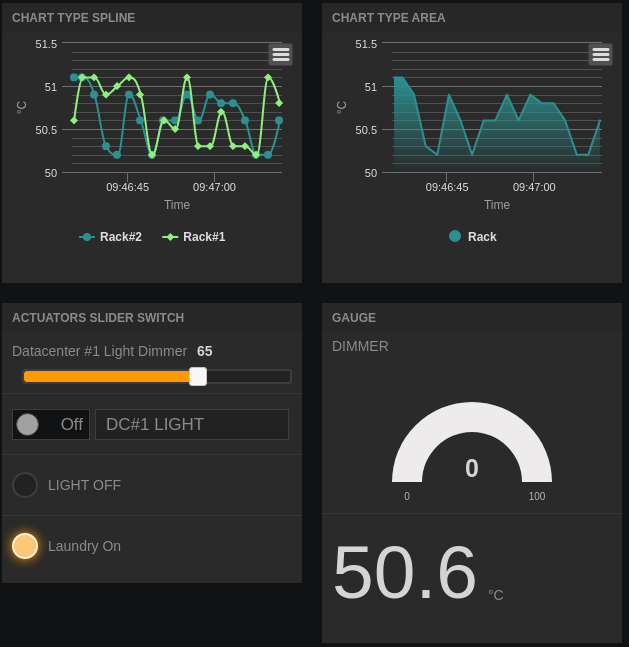 CHART TYPE SPLINE
51.5
51
50.5
50
°C
09:46:45 09:47:00
Time
Rack#2 Rack#1
CHART TYPE AREA
51.5
51
50.5
50
°C
09:46:45 09:47:00
Time
Rack
ACTUATORS SLIDER SWITCH
Datacenter #1 Light Dimmer 65
Off DC#1 LIGHT
LIGHT OFF
Laundry On
GAUGE
DIMMER
0
0 100
50.6 °C